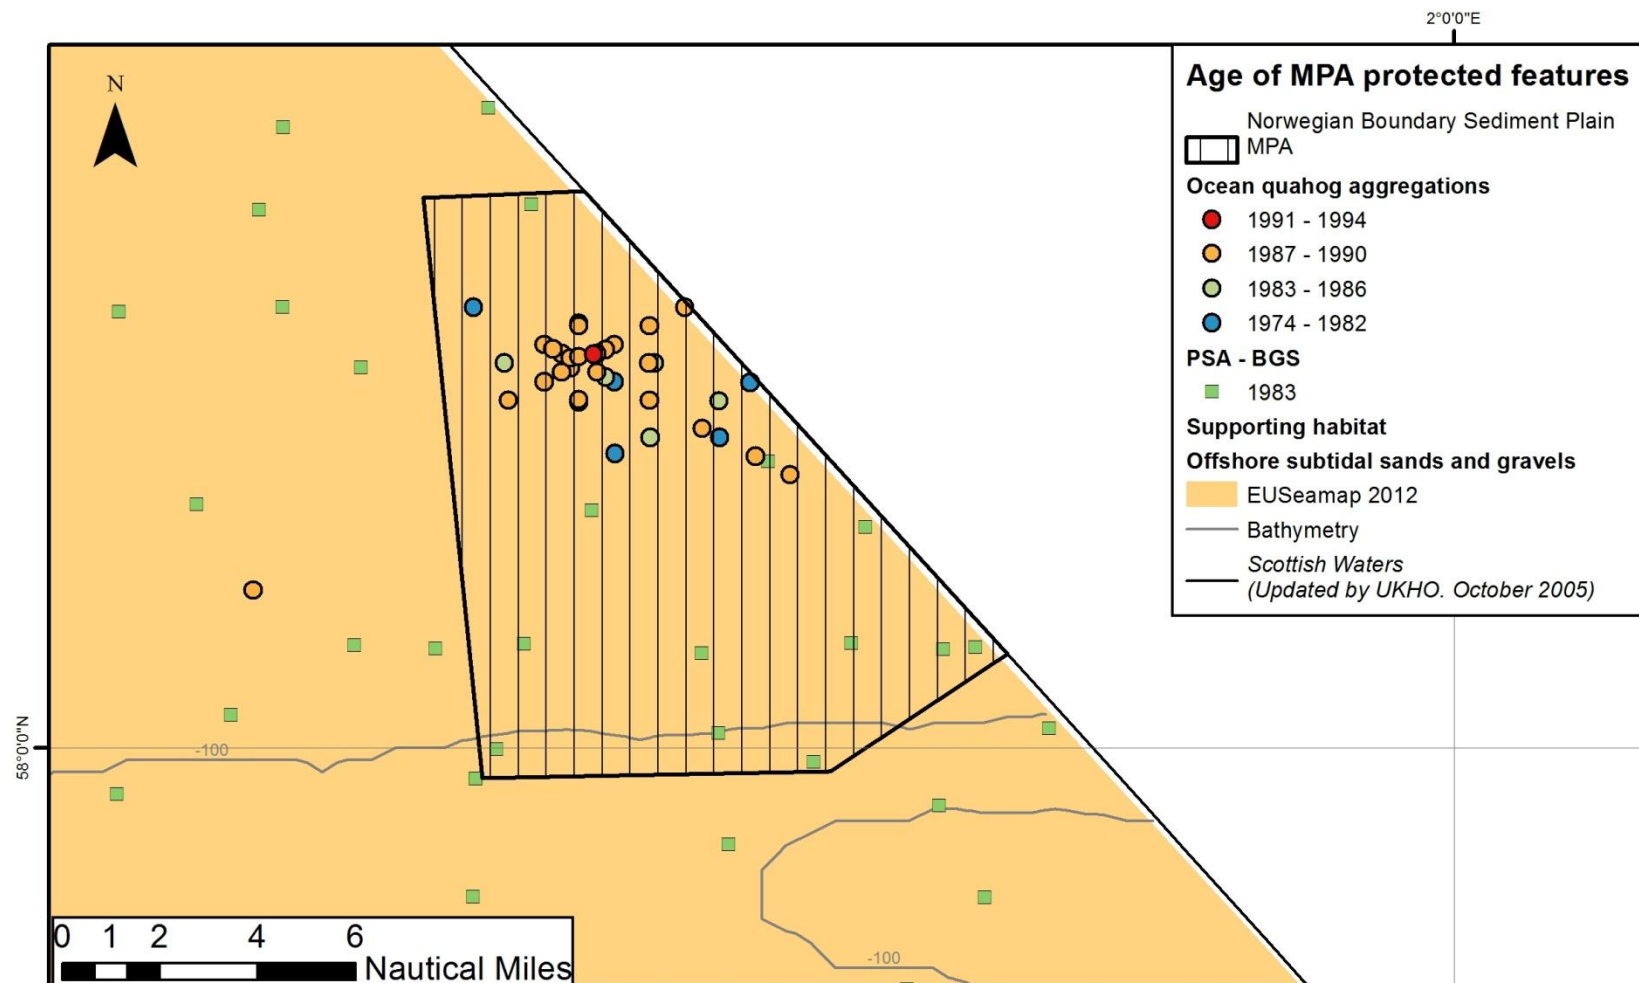 2°0'0"E
N
Age of MPA protected features
Norwegian Boundary Sediment Plain
MPA
Ocean quahog aggregations
1991 - 1994
1987 - 1990
1983 - 1986
1974 - 1982
PSA - BGS
1983
Supporting habitat
Offshore subtidal sands and gravels
EUSeamap 2012
Bathymetry
Scottish Waters
(Updated by UKHO. October 2005)
58°0'0"N
-100
-100
0 1 2 4 6
Nautical Miles